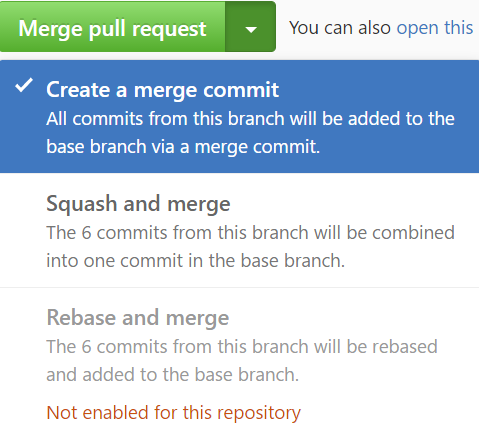 Merge pull request
You can also open this
Create a merge commit
All commits from this branch will be added to the
base branch via a merge commit.
Squash and merge
The 6 commits from this branch will be combined
into one commit in the base branch.
Rebase and merge
The 6 commits from this branch will be rebased
and added to the base branch.
Not enabled for this repository